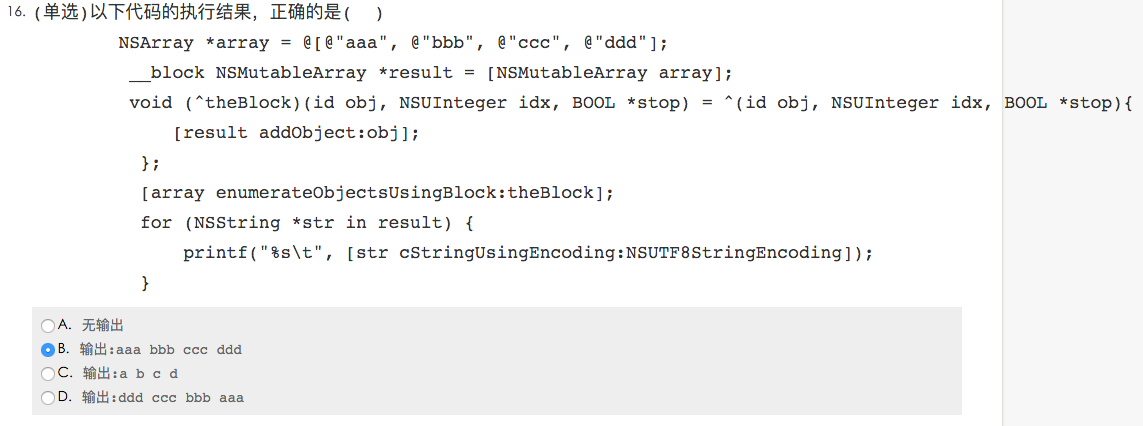 16. (单选)以下代码的执行结果, 正确的是(  )
NSArray *array = @[@"aaa", @"bbb", @"ccc", @"ddd"];
__block NSMutableArray *result = [NSMutableArray array];
void (^theBlock)(id obj, NSUInteger idx, BOOL *stop) = ^(id obj, NSUInteger idx, BOOL *stop){
[result addObject:obj];
};
[array enumerateObjectsUsingBlock:theBlock];
for (NSString *str in result) {
printf("%s\t", [str cStringUsingEncoding:NSUTF8StringEncoding]);
}
A. 无输出
B. 输出:aaa bbb ccc ddd
C. 输出:a b c d
D. 输出:ddd ccc bbb aaa